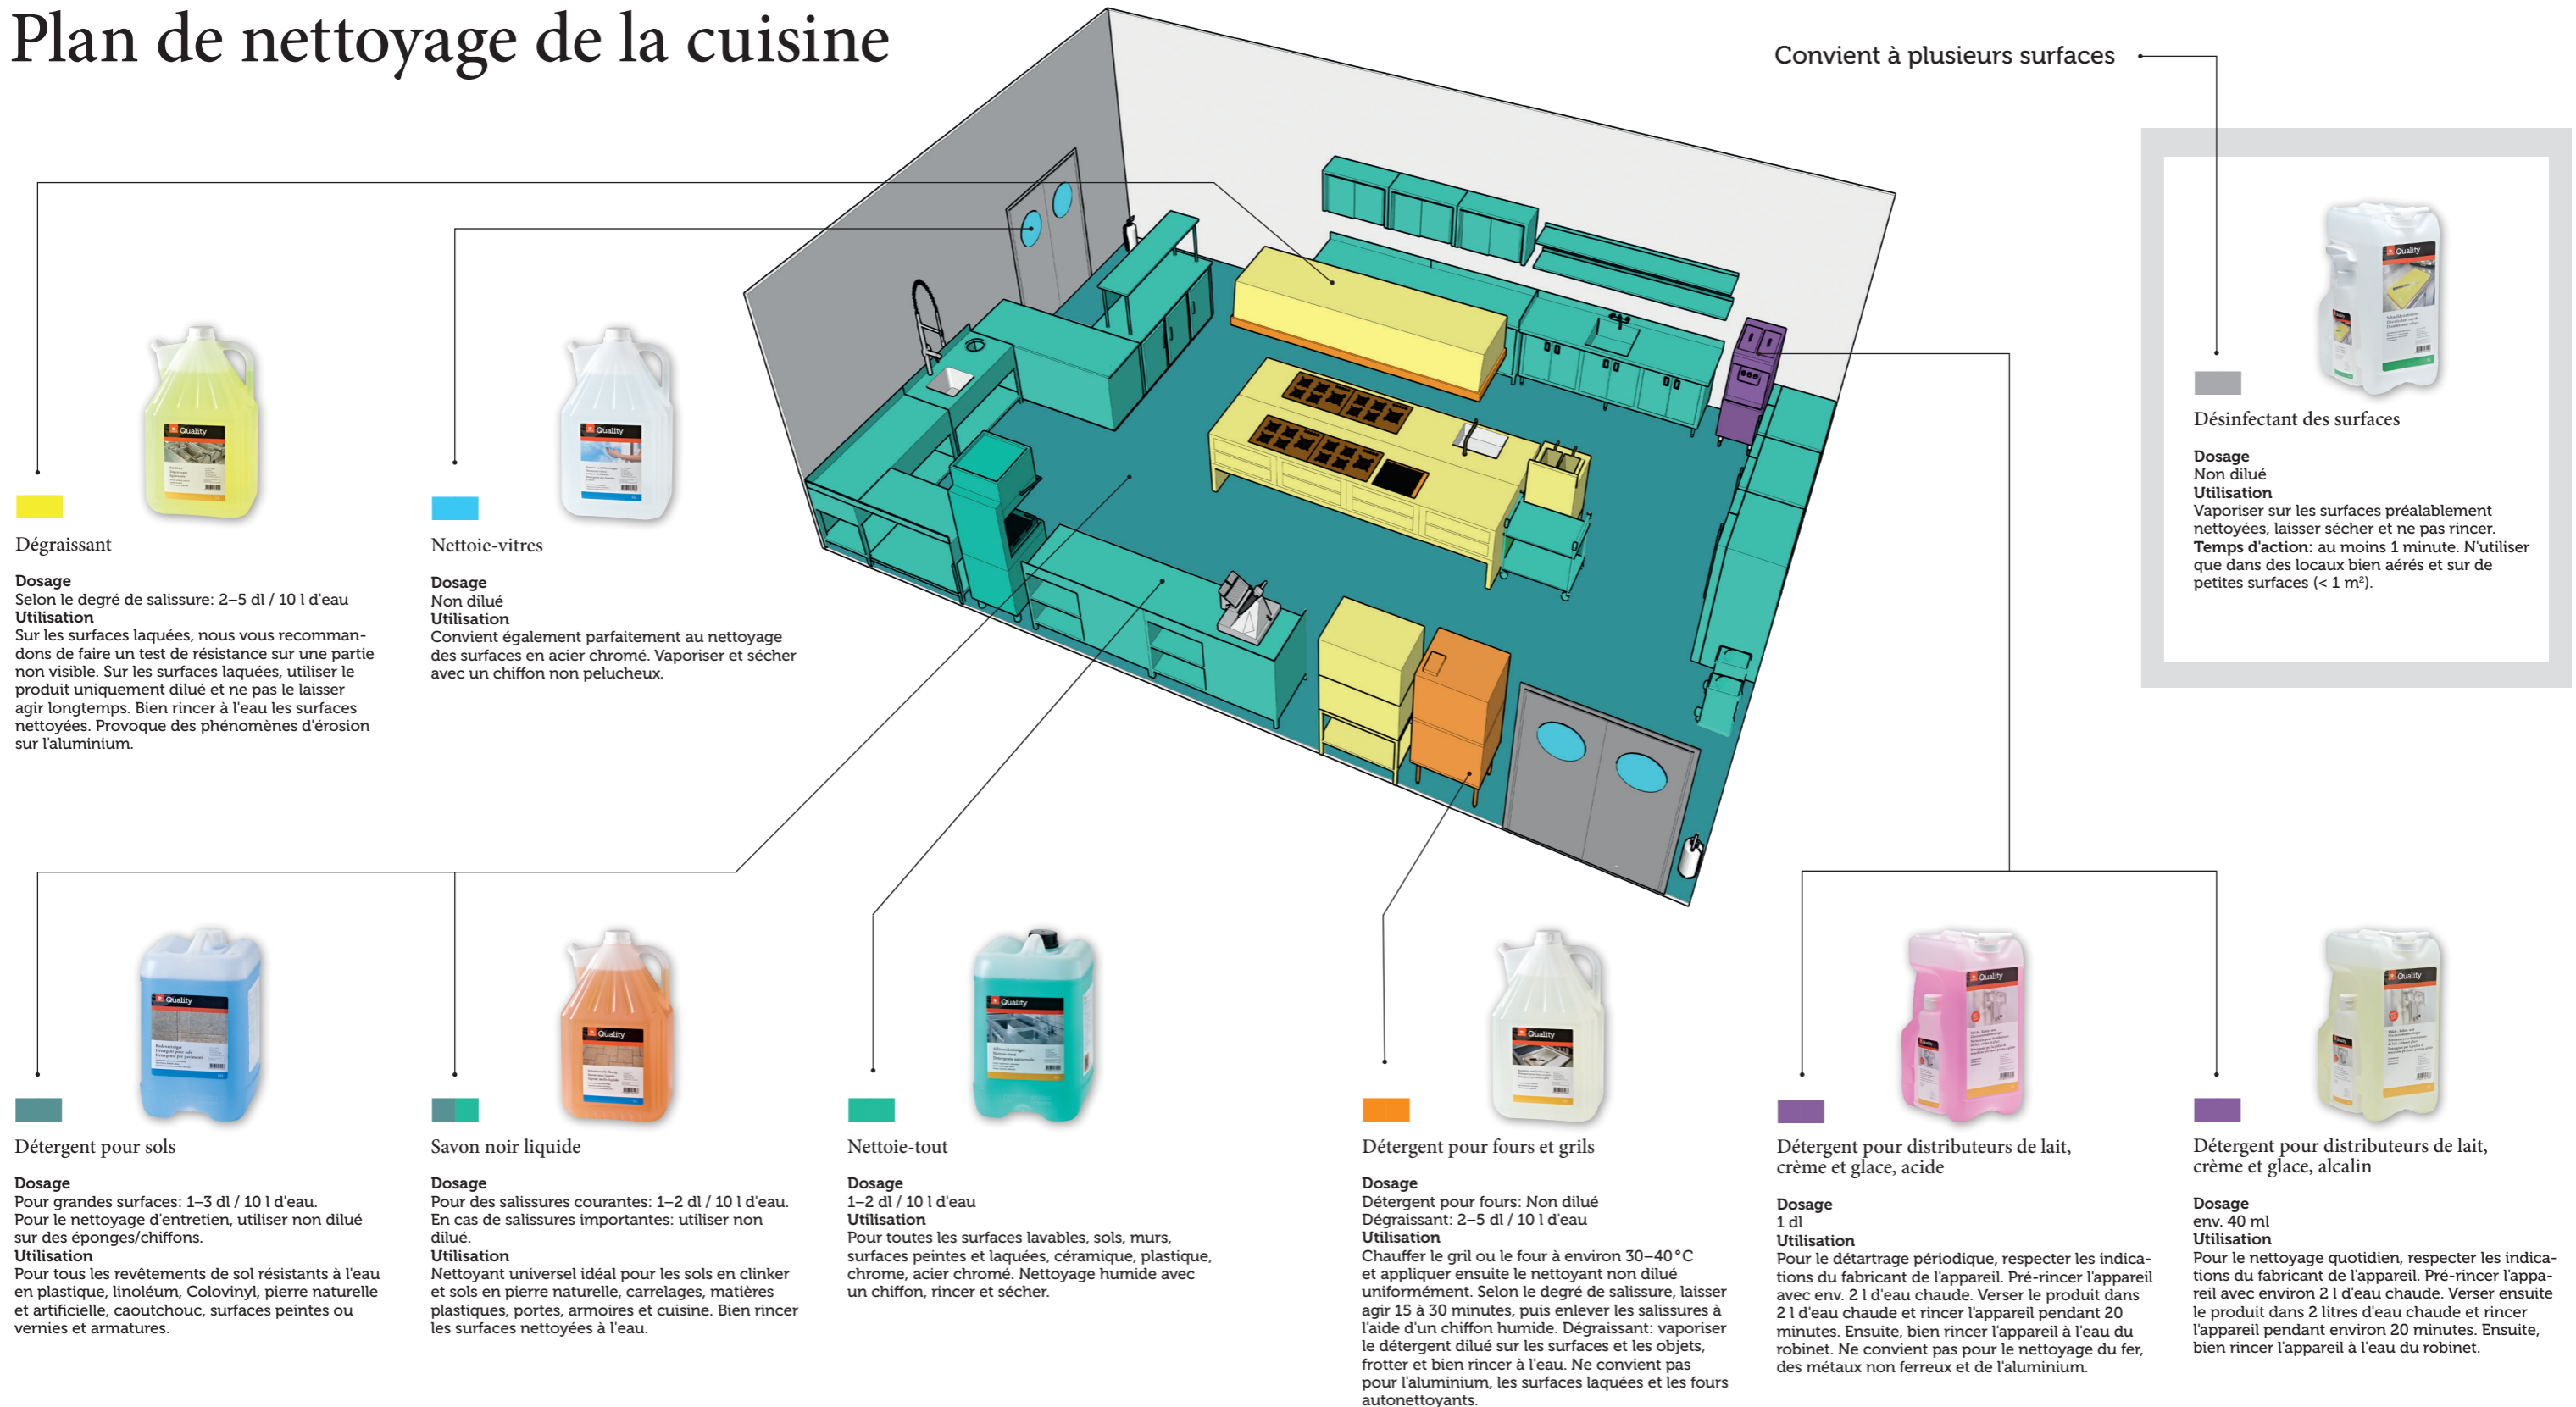 Plan de nettoyage de la cuisine
Convient à plusieurs surfaces
Quality
Dégraissant
Dosage
Selon le degré de salissure: 2–5 dl / 10 l d'eau
Utilisation
Sur les surfaces laquées, nous vous recomman-
dons de faire un test de résistance sur une partie
non visible. Sur les surfaces laquées, utiliser le
produit uniquement dilué et ne pas le laisser
agir longtemps. Bien rincer à l'eau les surfaces
nettoyées. Provoque des phénomènes d'érosion
sur l'aluminium.
Quality
Nettoie-vitres
Dosage
Non dilué
Utilisation
Convient également parfaitement au nettoyage
des surfaces en acier chromé. Vaporiser et sécher
avec un chiffon non pelucheux.
Quality
Désinfectant des surfaces
Dosage
Non dilué
Utilisation
Vaporiser sur les surfaces préalablement
nettoyées, laisser sécher et ne pas rincer.
Temps d'action: au moins 1 minute. N'utiliser
que dans des locaux bien aérés et sur de
petites surfaces (< 1 m²).
Quality
Détergent pour sols
Dosage
Pour grandes surfaces: 1–3 dl / 10 l d'eau.
Pour le nettoyage d'entretien, utiliser non dilué
sur des éponges/chiffons.
Utilisation
Pour tous les revêtements de sol résistants à l'eau
en plastique, linoléum, Colovinyl, pierre naturelle
et artificielle, caoutchouc, surfaces peintes ou
vernies et armatures.
Quality
Savon noir liquide
Dosage
Pour des salissures courantes: 1–2 dl / 10 l d'eau.
En cas de salissures importantes: utiliser non
dilué.
Utilisation
Nettoyant universel idéal pour les sols en clinker
et sols en pierre naturelle, carrelages, matières
plastiques, portes, armoires et cuisine. Bien rincer
les surfaces nettoyées à l'eau.
Quality
Nettoie-tout
Dosage
1–2 dl / 10 l d'eau
Utilisation
Pour toutes les surfaces lavables, sols, murs,
surfaces peintes et laquées, céramique, plastique,
chrome, acier chromé. Nettoyage humide avec
un chiffon, rincer et sécher.
Quality
Détergent pour fours et grils
Dosage
Détergent pour fours: Non dilué
Dégraissant: 2–5 dl / 10 l d'eau
Utilisation
Chauffer le gril ou le four à environ 30–40 °C
et appliquer ensuite le nettoyant non dilué
uniformément. Selon le degré de salissure, laisser
agir 15 à 30 minutes, puis enlever les salissures à
l'aide d'un chiffon humide. Dégraissant: vaporiser
le détergent dilué sur les surfaces et les objets,
frotter et bien rincer à l'eau. Ne convient pas
pour l'aluminium, les surfaces laquées et les fours
autonettoyants.
Quality
Détergent pour distributeurs de lait,
crème et glace, acide
Dosage
1 dl
Utilisation
Pour le détartrage périodique, respecter les indica-
tions du fabricant de l'appareil. Pré-rincer l'appareil
avec env. 2 l d'eau chaude. Verser le produit dans
2 l d'eau chaude et rincer l'appareil pendant 20
minutes. Ensuite, bien rincer l'appareil à l'eau du
robinet. Ne convient pas pour le nettoyage du fer,
des métaux non ferreux et de l'aluminium.
Quality
Détergent pour distributeurs de lait,
crème et glace, alcalin
Dosage
env. 40 ml
Utilisation
Pour le nettoyage quotidien, respecter les indica-
tions du fabricant de l'appareil. Pré-rincer l'appa-
reil avec environ 2 l d'eau chaude. Verser ensuite
le produit dans 2 litres d'eau chaude et rincer
l'appareil pendant environ 20 minutes. Ensuite,
bien rincer l'appareil à l'eau du robinet.